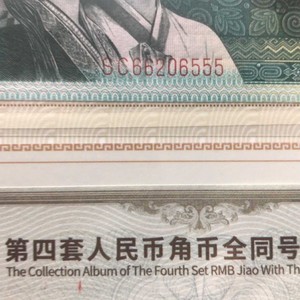 BC66206555
第四套人民币角币全同号
The Collection Album of The Fourth Set RMB Jiao With Th